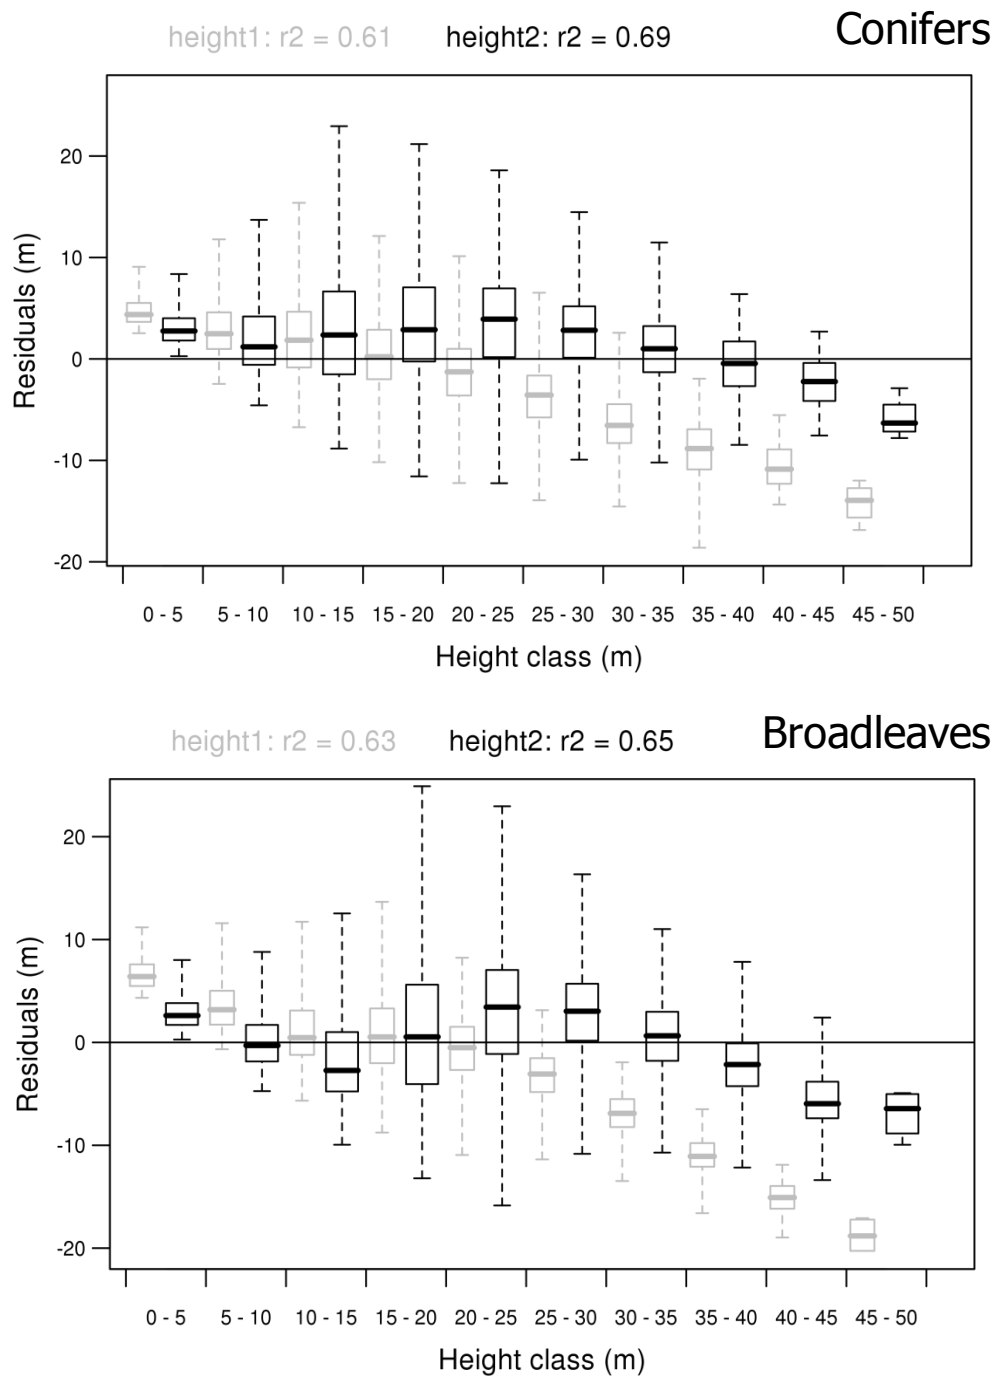 Conifers
height1: r2 = 0.61 height2: r2 = 0.69
20
10
0
-10
-20
Residuals (m)
0 - 5 5 - 10 10 - 15 15 - 20 20 - 25 25 - 30 30 - 35 35 - 40 40 - 45 45 - 50
Height class (m)
Broadleaves
height1: r2 = 0.63 height2: r2 = 0.65
20
10
0
-10
-20
Residuals (m)
0 - 5 5 - 10 10 - 15 15 - 20 20 - 25 25 - 30 30 - 35 35 - 40 40 - 45 45 - 50
Height class (m)